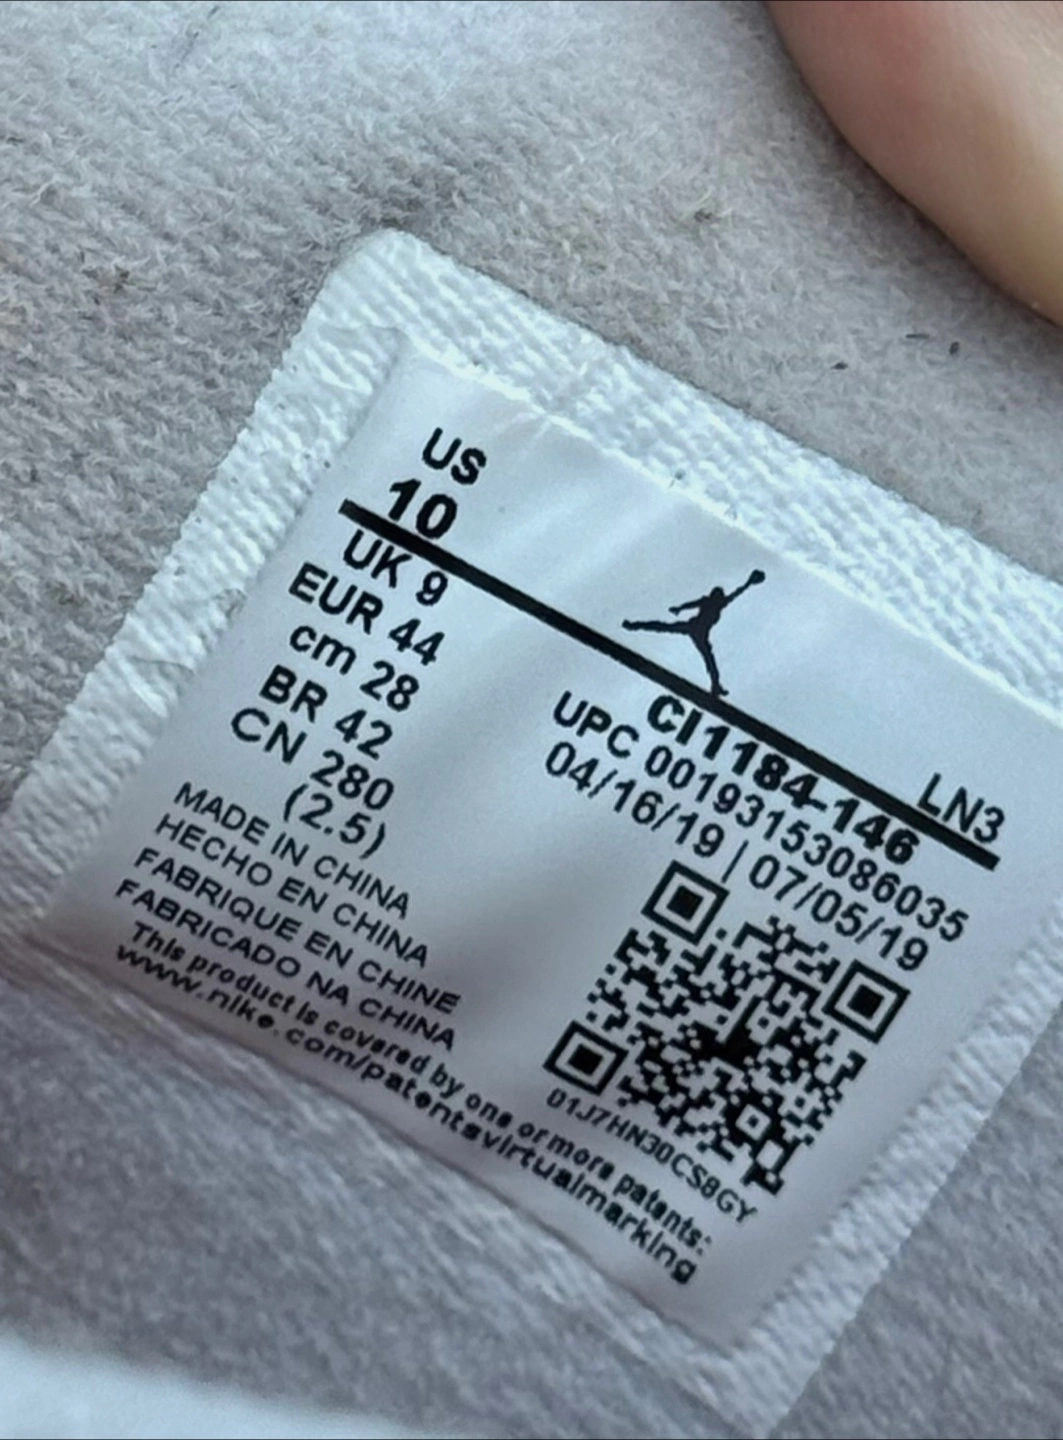 US
10
UK 9
EUR 44
cm 28
BR 42
CN 280
(2.5)
MADE IN CHINA
HECHO EN CHINA
FABRIQUE EN CHINE
FABRICADO NA CHINA
This product is covered by one or more patents:
www.nike.com/patentsvirtualmarking
LN3
CI1184-146
UPC 00193153086035
04/16/19 | 07/05/19
01J7HN30CS8GY